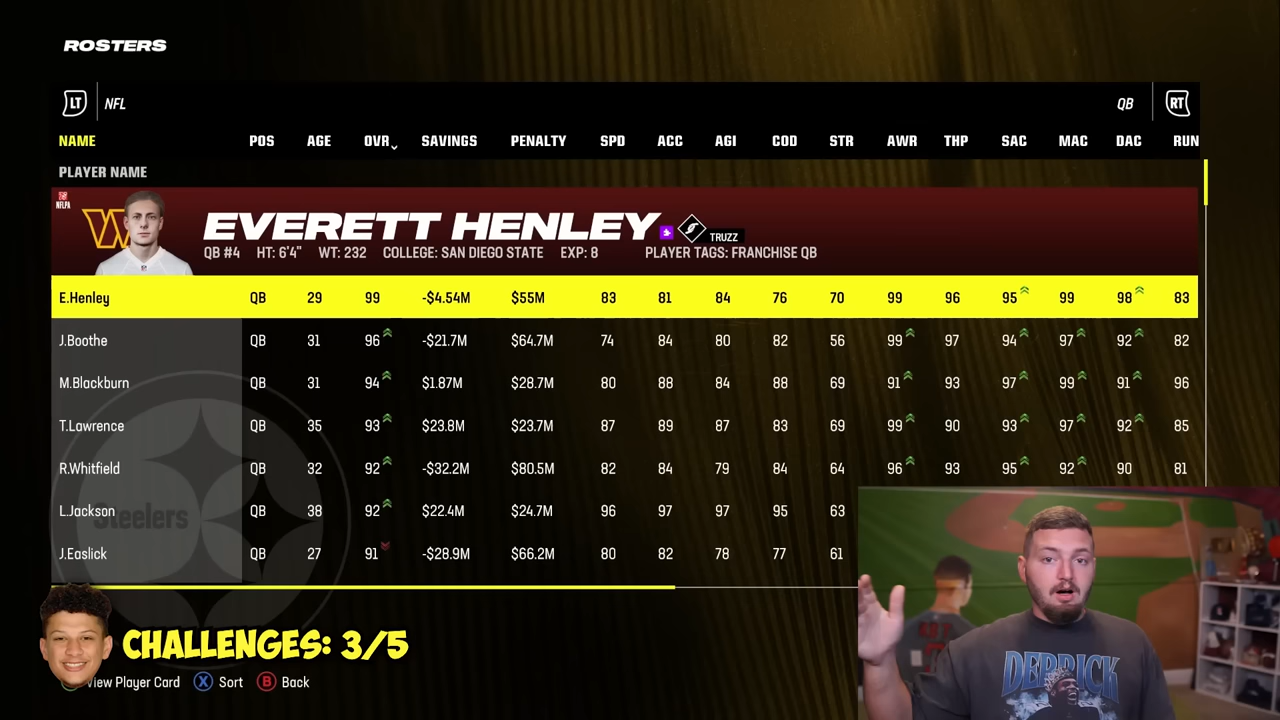 ROSTERS
LT NFL QB RT
NAME POS AGE OVR SAVINGS PENALTY SPD ACC AGI COD STR AWR THP SAC MAC DAC RUN
PLAYER NAME
NFLPA
W EVERETT HENLEY TRUZZ
QB #4 HT: 6'4" WT: 232 COLLEGE: SAN DIEGO STATE EXP: 8 PLAYER TAGS: FRANCHISE QB
E.Henley QB 29 99 -$4.54M $55M 83 81 84 76 70 99 96 95 99 98 83
J.Boothe QB 31 96 -$21.7M $64.7M 74 84 80 82 56 99 97 94 97 92 82
M.Blackburn QB 31 94 $1.87M $28.7M 80 88 84 88 69 91 93 97 99 91 96
T.Lawrence QB 35 93 $23.8M $23.7M 87 89 87 83 69 99 90 93 97 92 85
R.Whitfield QB 32 92 -$32.2M $80.5M 82 84 79 84 64 96 93 95 92 90 81
L.Jackson QB 38 92 $22.4M $24.7M 96 97 97 95 63
Steelers
J.Easlick QB 27 91 -$28.9M $66.2M 80 82 78 77 61
CHALLENGES: 3/5
View Player Card X Sort B Back
DERRICK